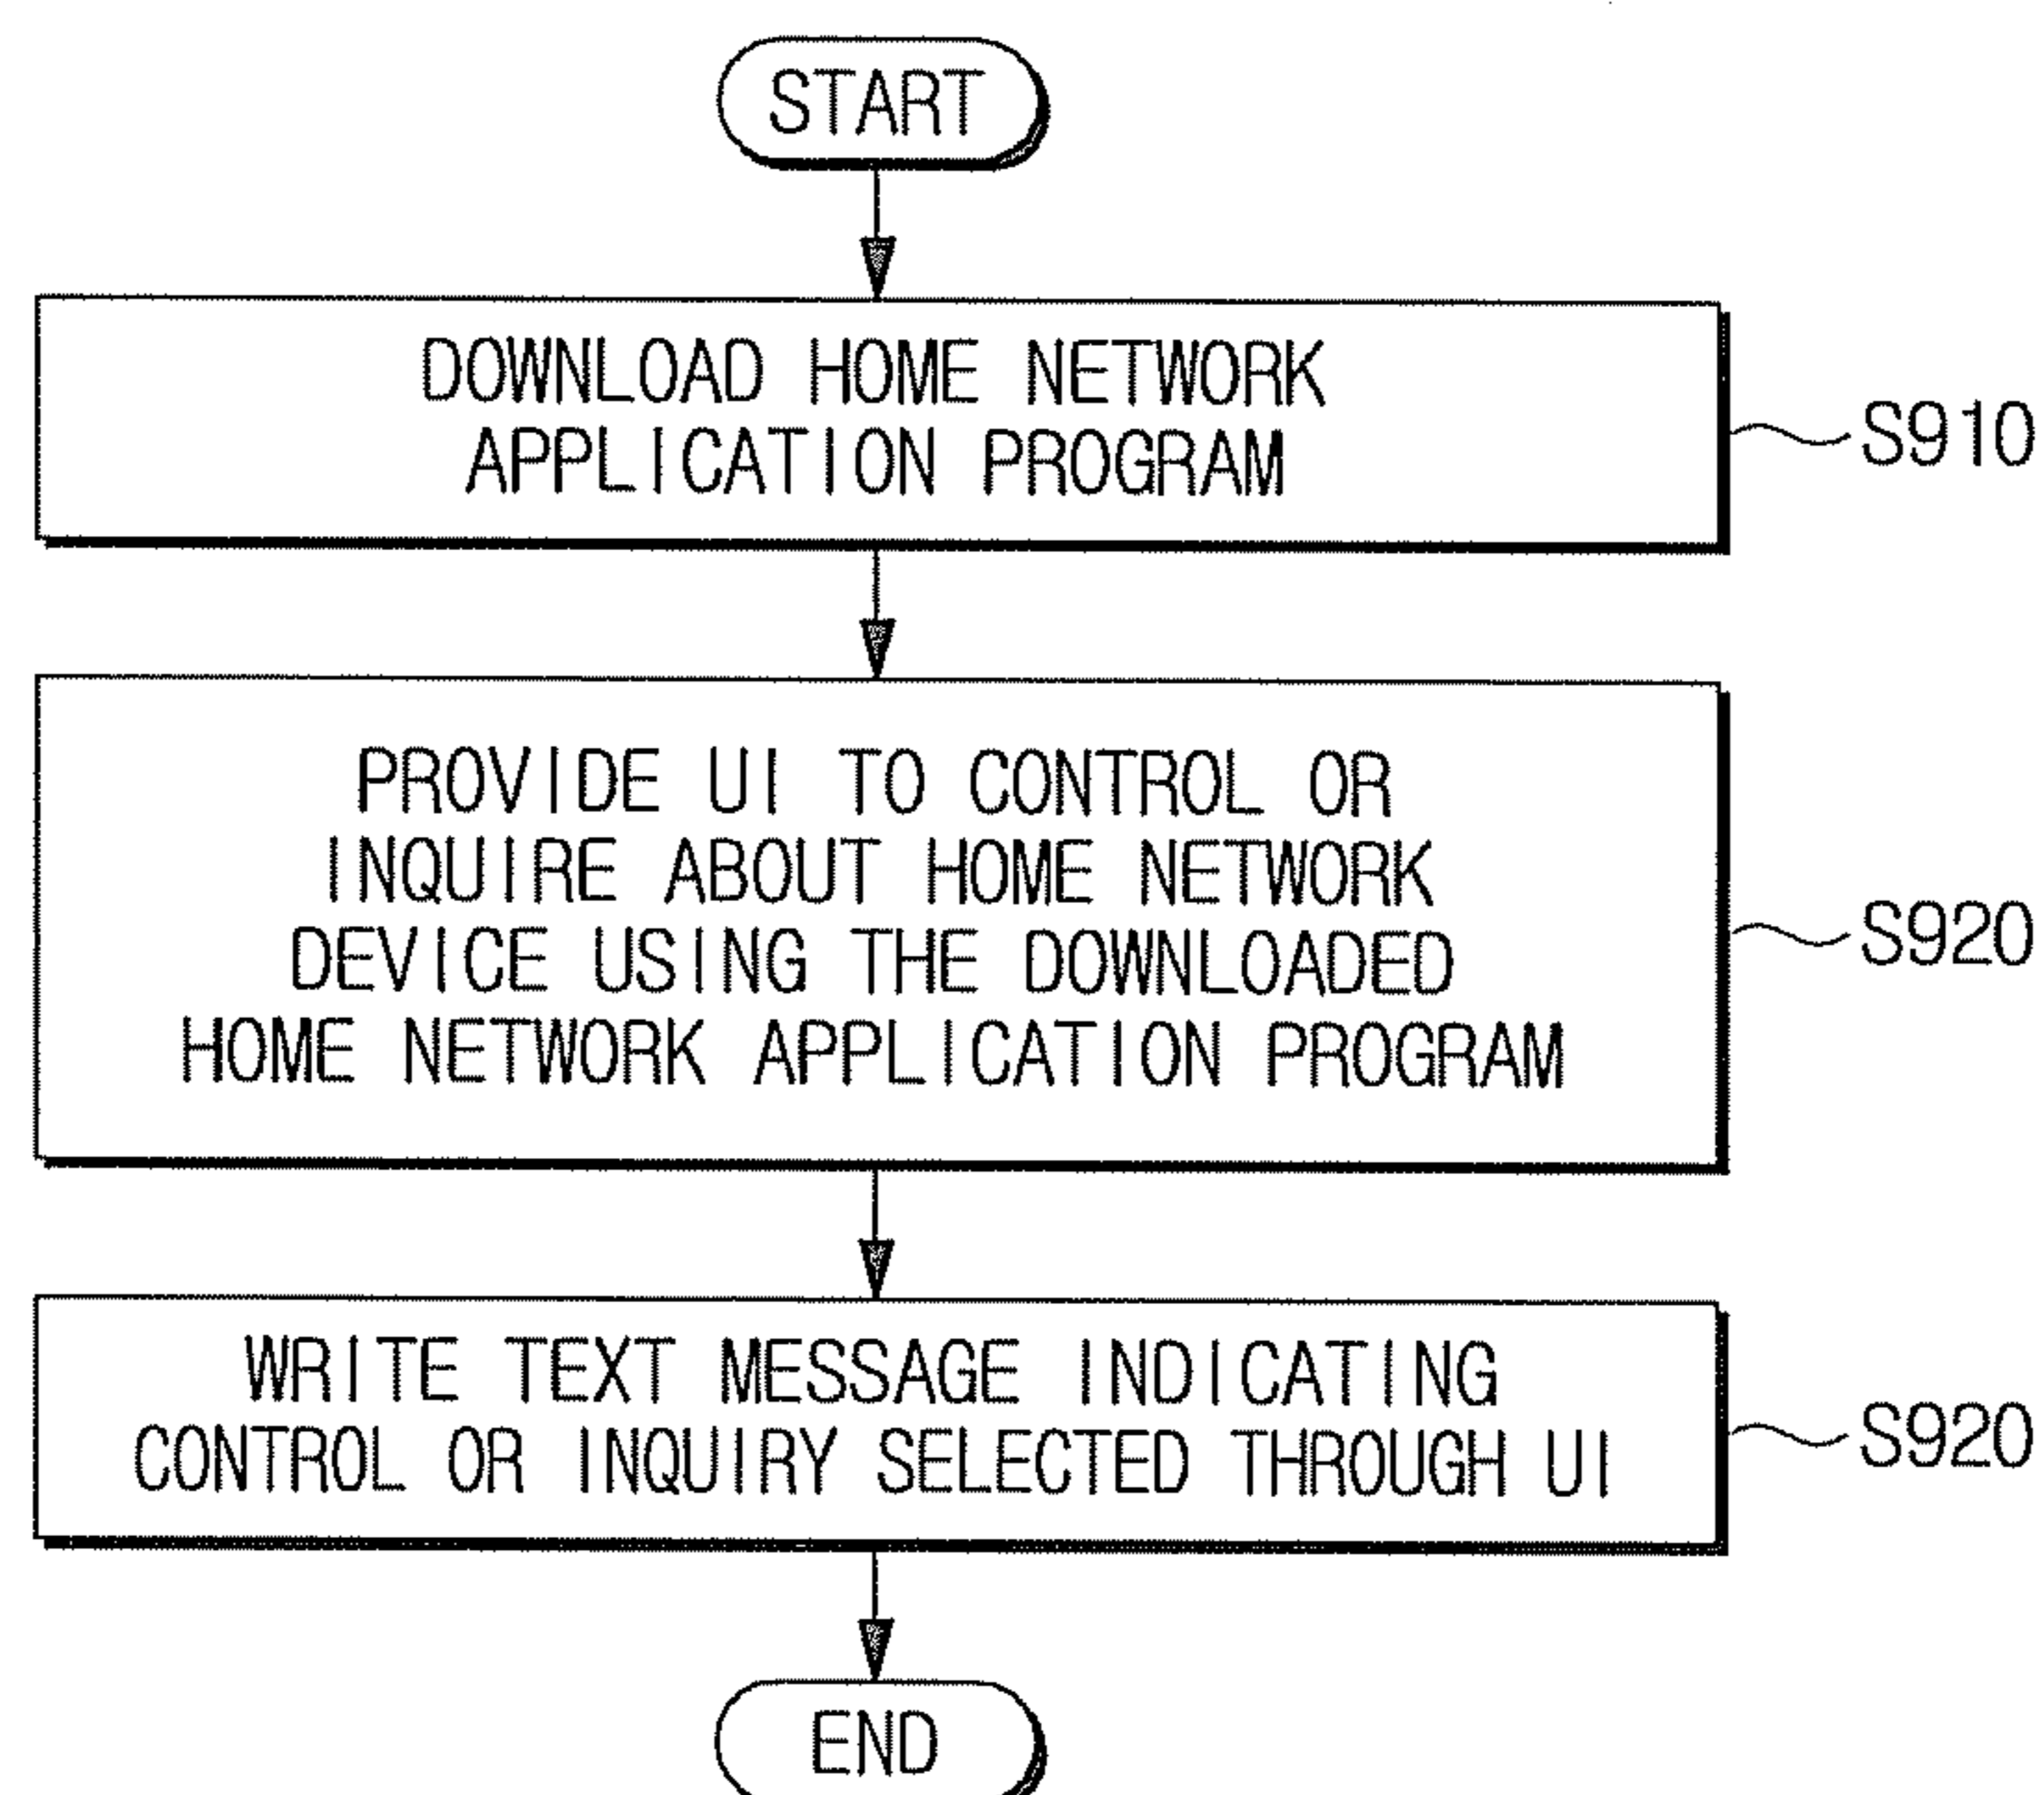 START
DOWNLOAD HOME NETWORK
APPLICATION PROGRAM
S910
PROVIDE UI TO CONTROL OR
INQUIRE ABOUT HOME NETWORK
DEVICE USING THE DOWNLOADED
HOME NETWORK APPLICATION PROGRAM
S920
WRITE TEXT MESSAGE INDICATING
CONTROL OR INQUIRY SELECTED THROUGH UI
S920
END